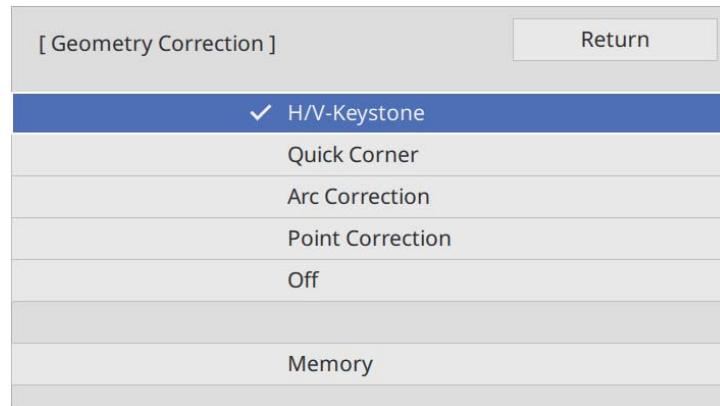 [ Geometry Correction ]
Return
H/V-Keystone
Quick Corner
Arc Correction
Point Correction
Off
Memory